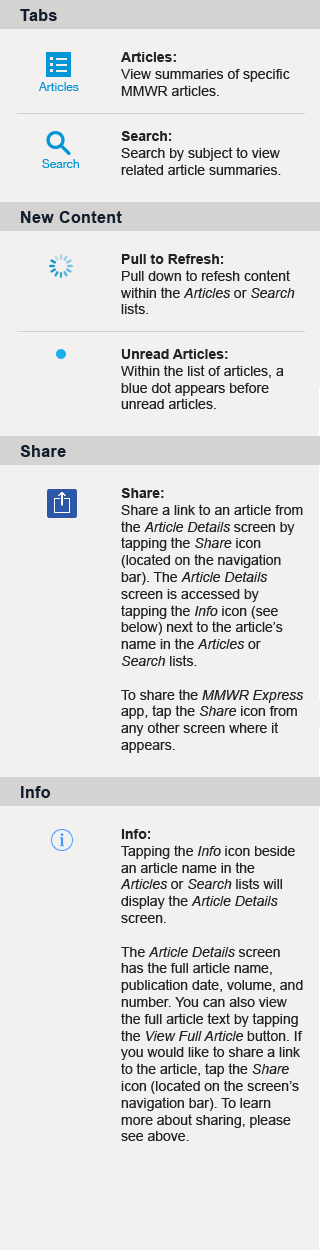 Tabs
Articles
Articles:
View summaries of specific
MMWR articles.
Search
Search:
Search by subject to view
related article summaries.
New Content
Pull to Refresh:
Pull down to refesh content
within the Articles or Search
lists.
Unread Articles:
Within the list of articles, a
blue dot appears before
unread articles.
Share
Share:
Share a link to an article from
the Article Details screen by
tapping the Share icon
(located on the navigation
bar). The Article Details
screen is accessed by
tapping the Info icon (see
below) next to the article’s
name in the Articles or
Search lists.
To share the MMWR Express
app, tap the Share icon from
any other screen where it
appears.
Info
Info:
Tapping the Info icon beside
an article name in the
Articles or Search lists will
display the Article Details
screen.
The Article Details screen
has the full article name,
publication date, volume, and
number. You can also view
the full article text by tapping
the View Full Article button. If
you would like to share a link
to the article, tap the Share
icon (located on the screen’s
navigation bar). To learn
more about sharing, please
see above.